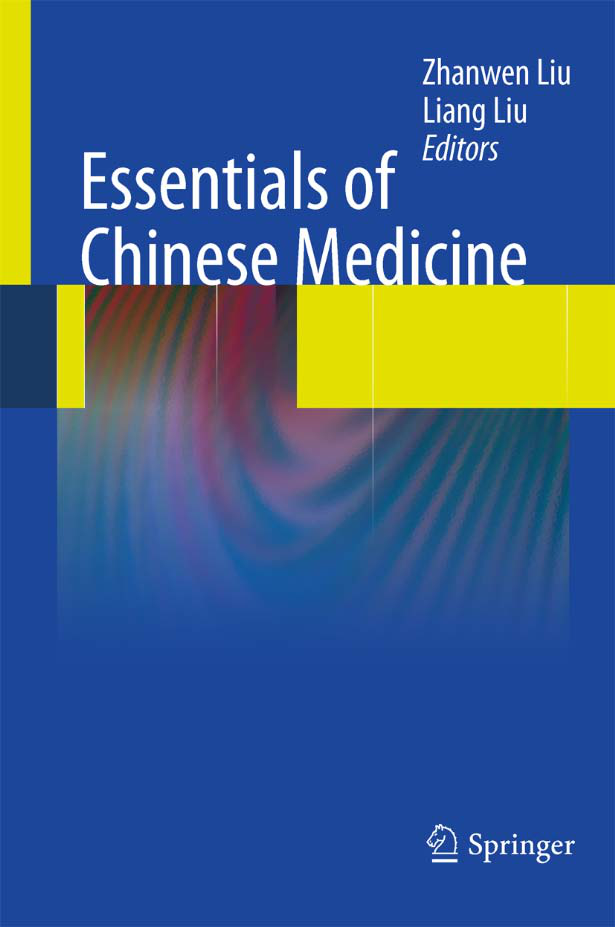 Zhanwen Liu
Liang Liu
Editors
Essentials of
Chinese Medicine
Springer